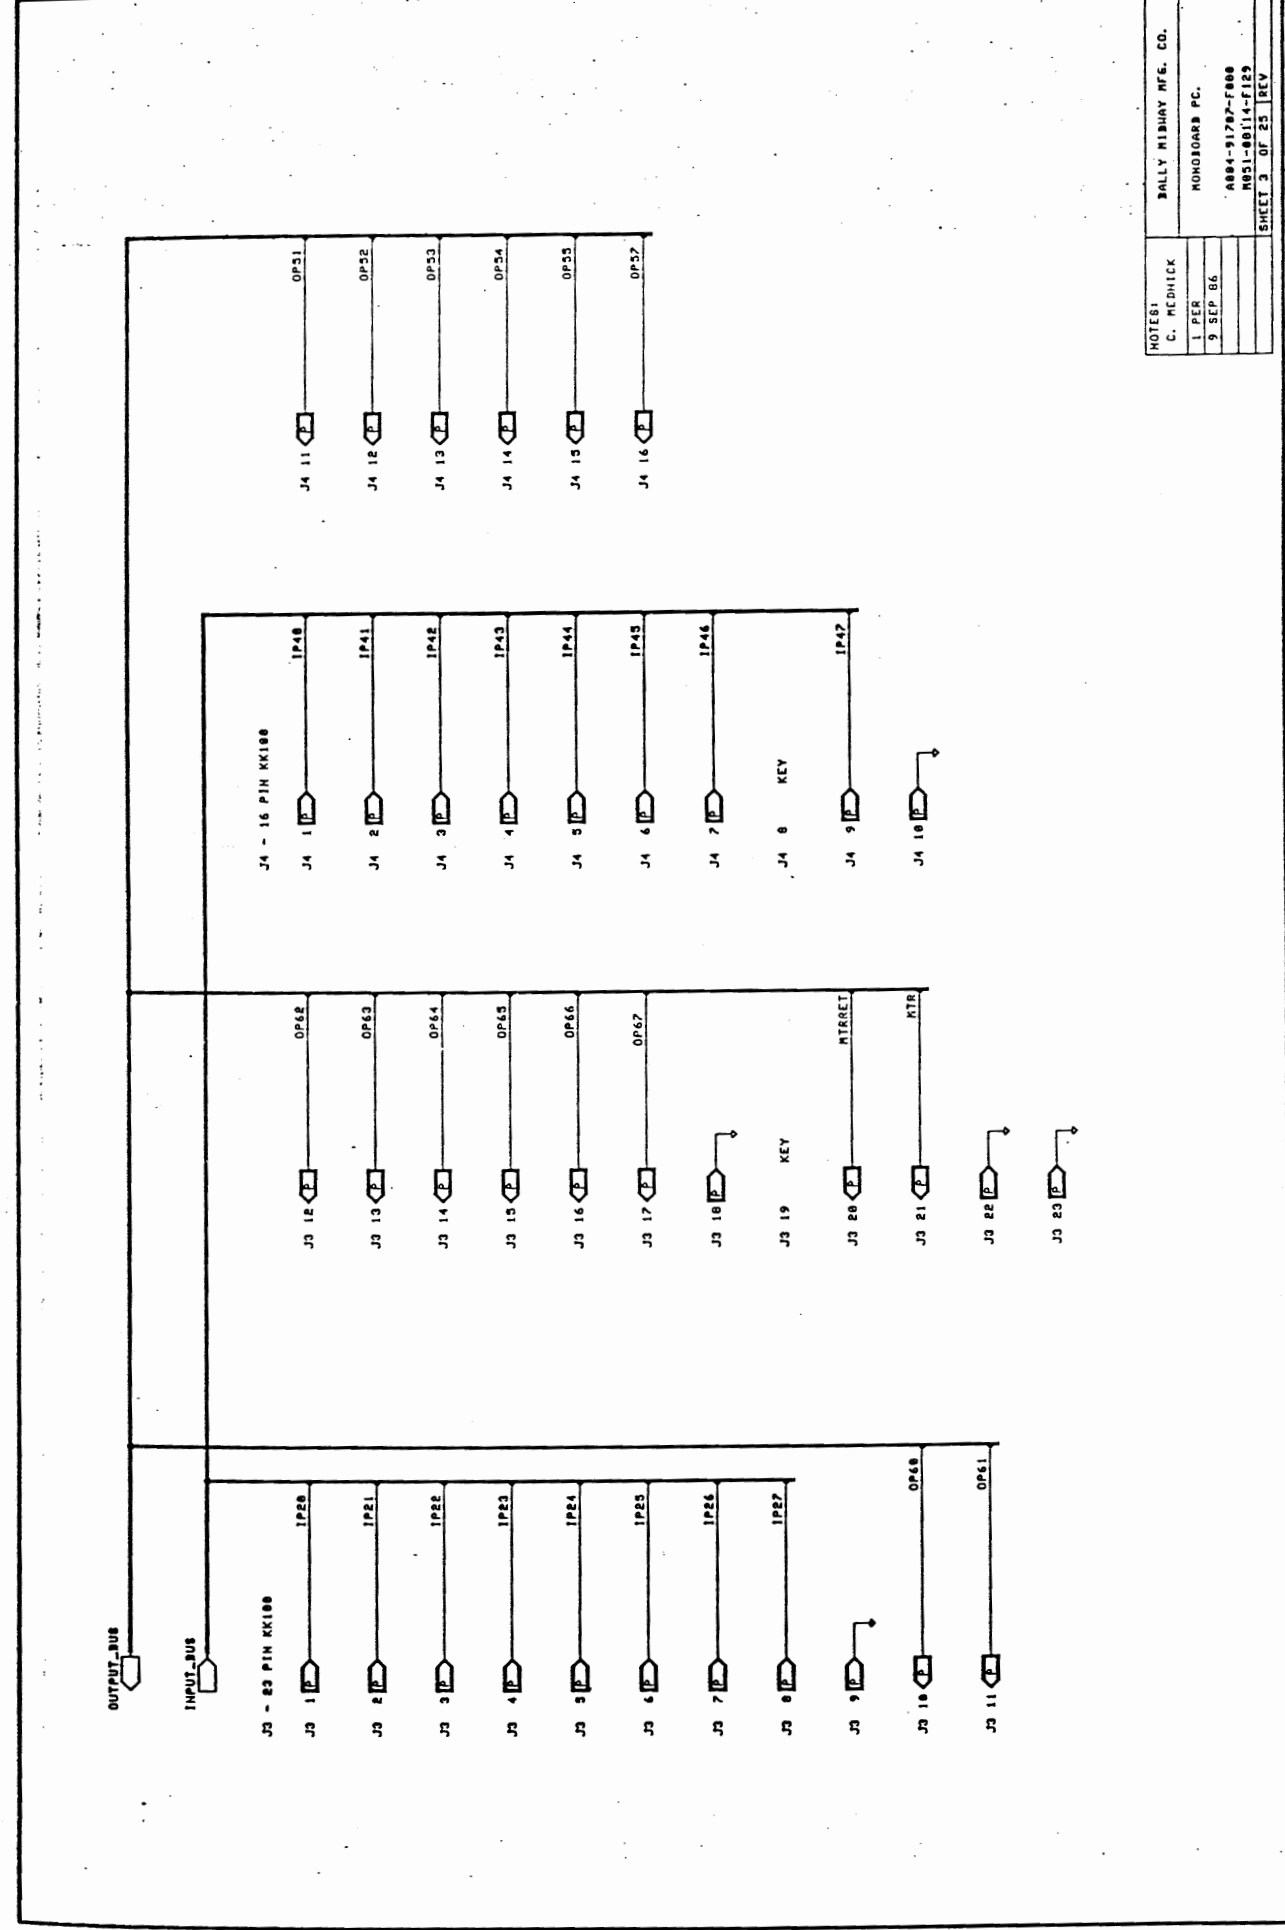 OUTPUT_BUS
INPUT_BUS
J3 - 23 PIN KK100
J3 1 IP20
J3 2 IP21
J3 3 IP22
J3 4 IP23
J3 5 IP24
J3 6 IP25
J3 7 IP26
J3 8 IP27
J3 9
J3 10 OP60
J3 11 OP61
J3 12 OP62
J3 13 OP63
J3 14 OP64
J3 15 OP65
J3 16 OP66
J3 17 OP67
J3 18
J3 19 KEY
J3 20 MTRRET
J3 21 MTR
J3 22
J3 23
J4 - 16 PIN KK100
J4 1 IP40
J4 2 IP41
J4 3 IP42
J4 4 IP43
J4 5 IP44
J4 6 IP45
J4 7 IP46
J4 8 KEY
J4 9 IP47
J4 10
J4 11 OP51
J4 12 OP52
J4 13 OP53
J4 14 OP54
J4 15 OP55
J4 16 OP57
NOTES:
C. MEDNICK
1 PER
9 SEP 86
BALLY MIDWAY MFG. CO.
MONOBOARD PC.
A084-91787-F000
M051-00114-F129
SHEET 3 OF 25 REV